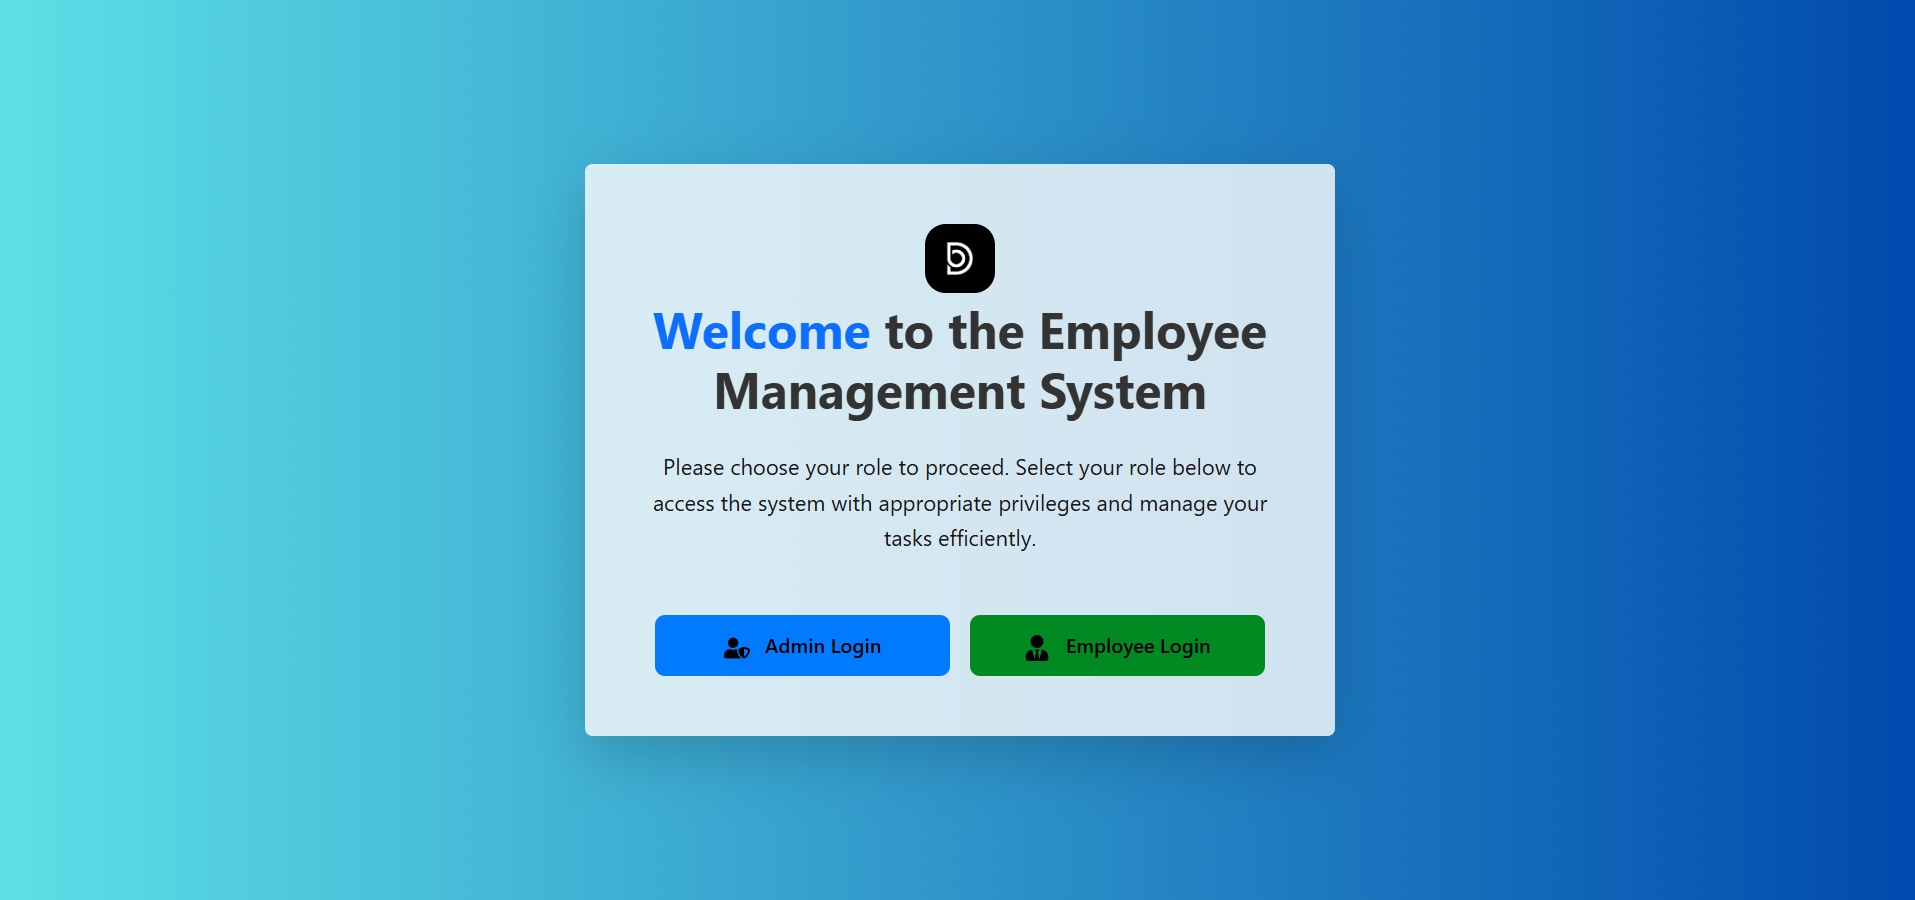 Welcome to the Employee
Management System
Please choose your role to proceed. Select your role below to
access the system with appropriate privileges and manage your
tasks efficiently.
Admin Login
Employee Login